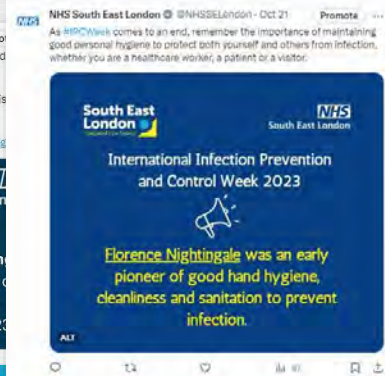 NHS South East London @NHSSELondon · Oct 21
Promote
As #IIPCWeek comes to an end, remember the importance of maintaining
good personal hygiene to protect both yourself and others from infection,
whether you are a healthcare worker, a patient or a visitor.
South East
London
NHS
South East London
International Infection Prevention
and Control Week 2023
Florence Nightingale was an early
pioneer of good hand hygiene,
cleanliness and sanitation to prevent
infection.
ALT